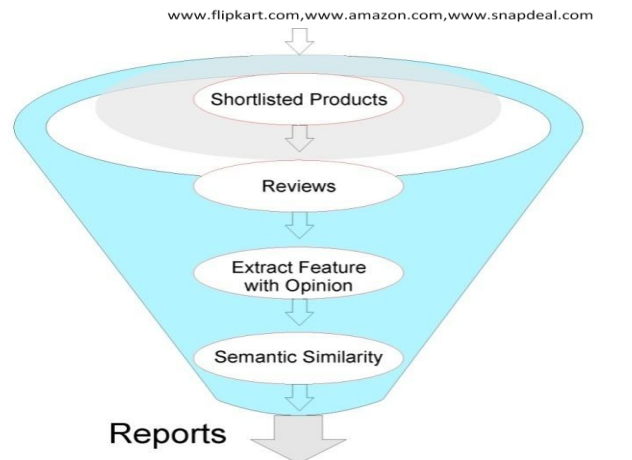 www.flipkart.com,www.amazon.com,www.snapdeal.com
Shortlisted Products
Reviews
Extract Feature
with Opinion
Semantic Similarity
Reports